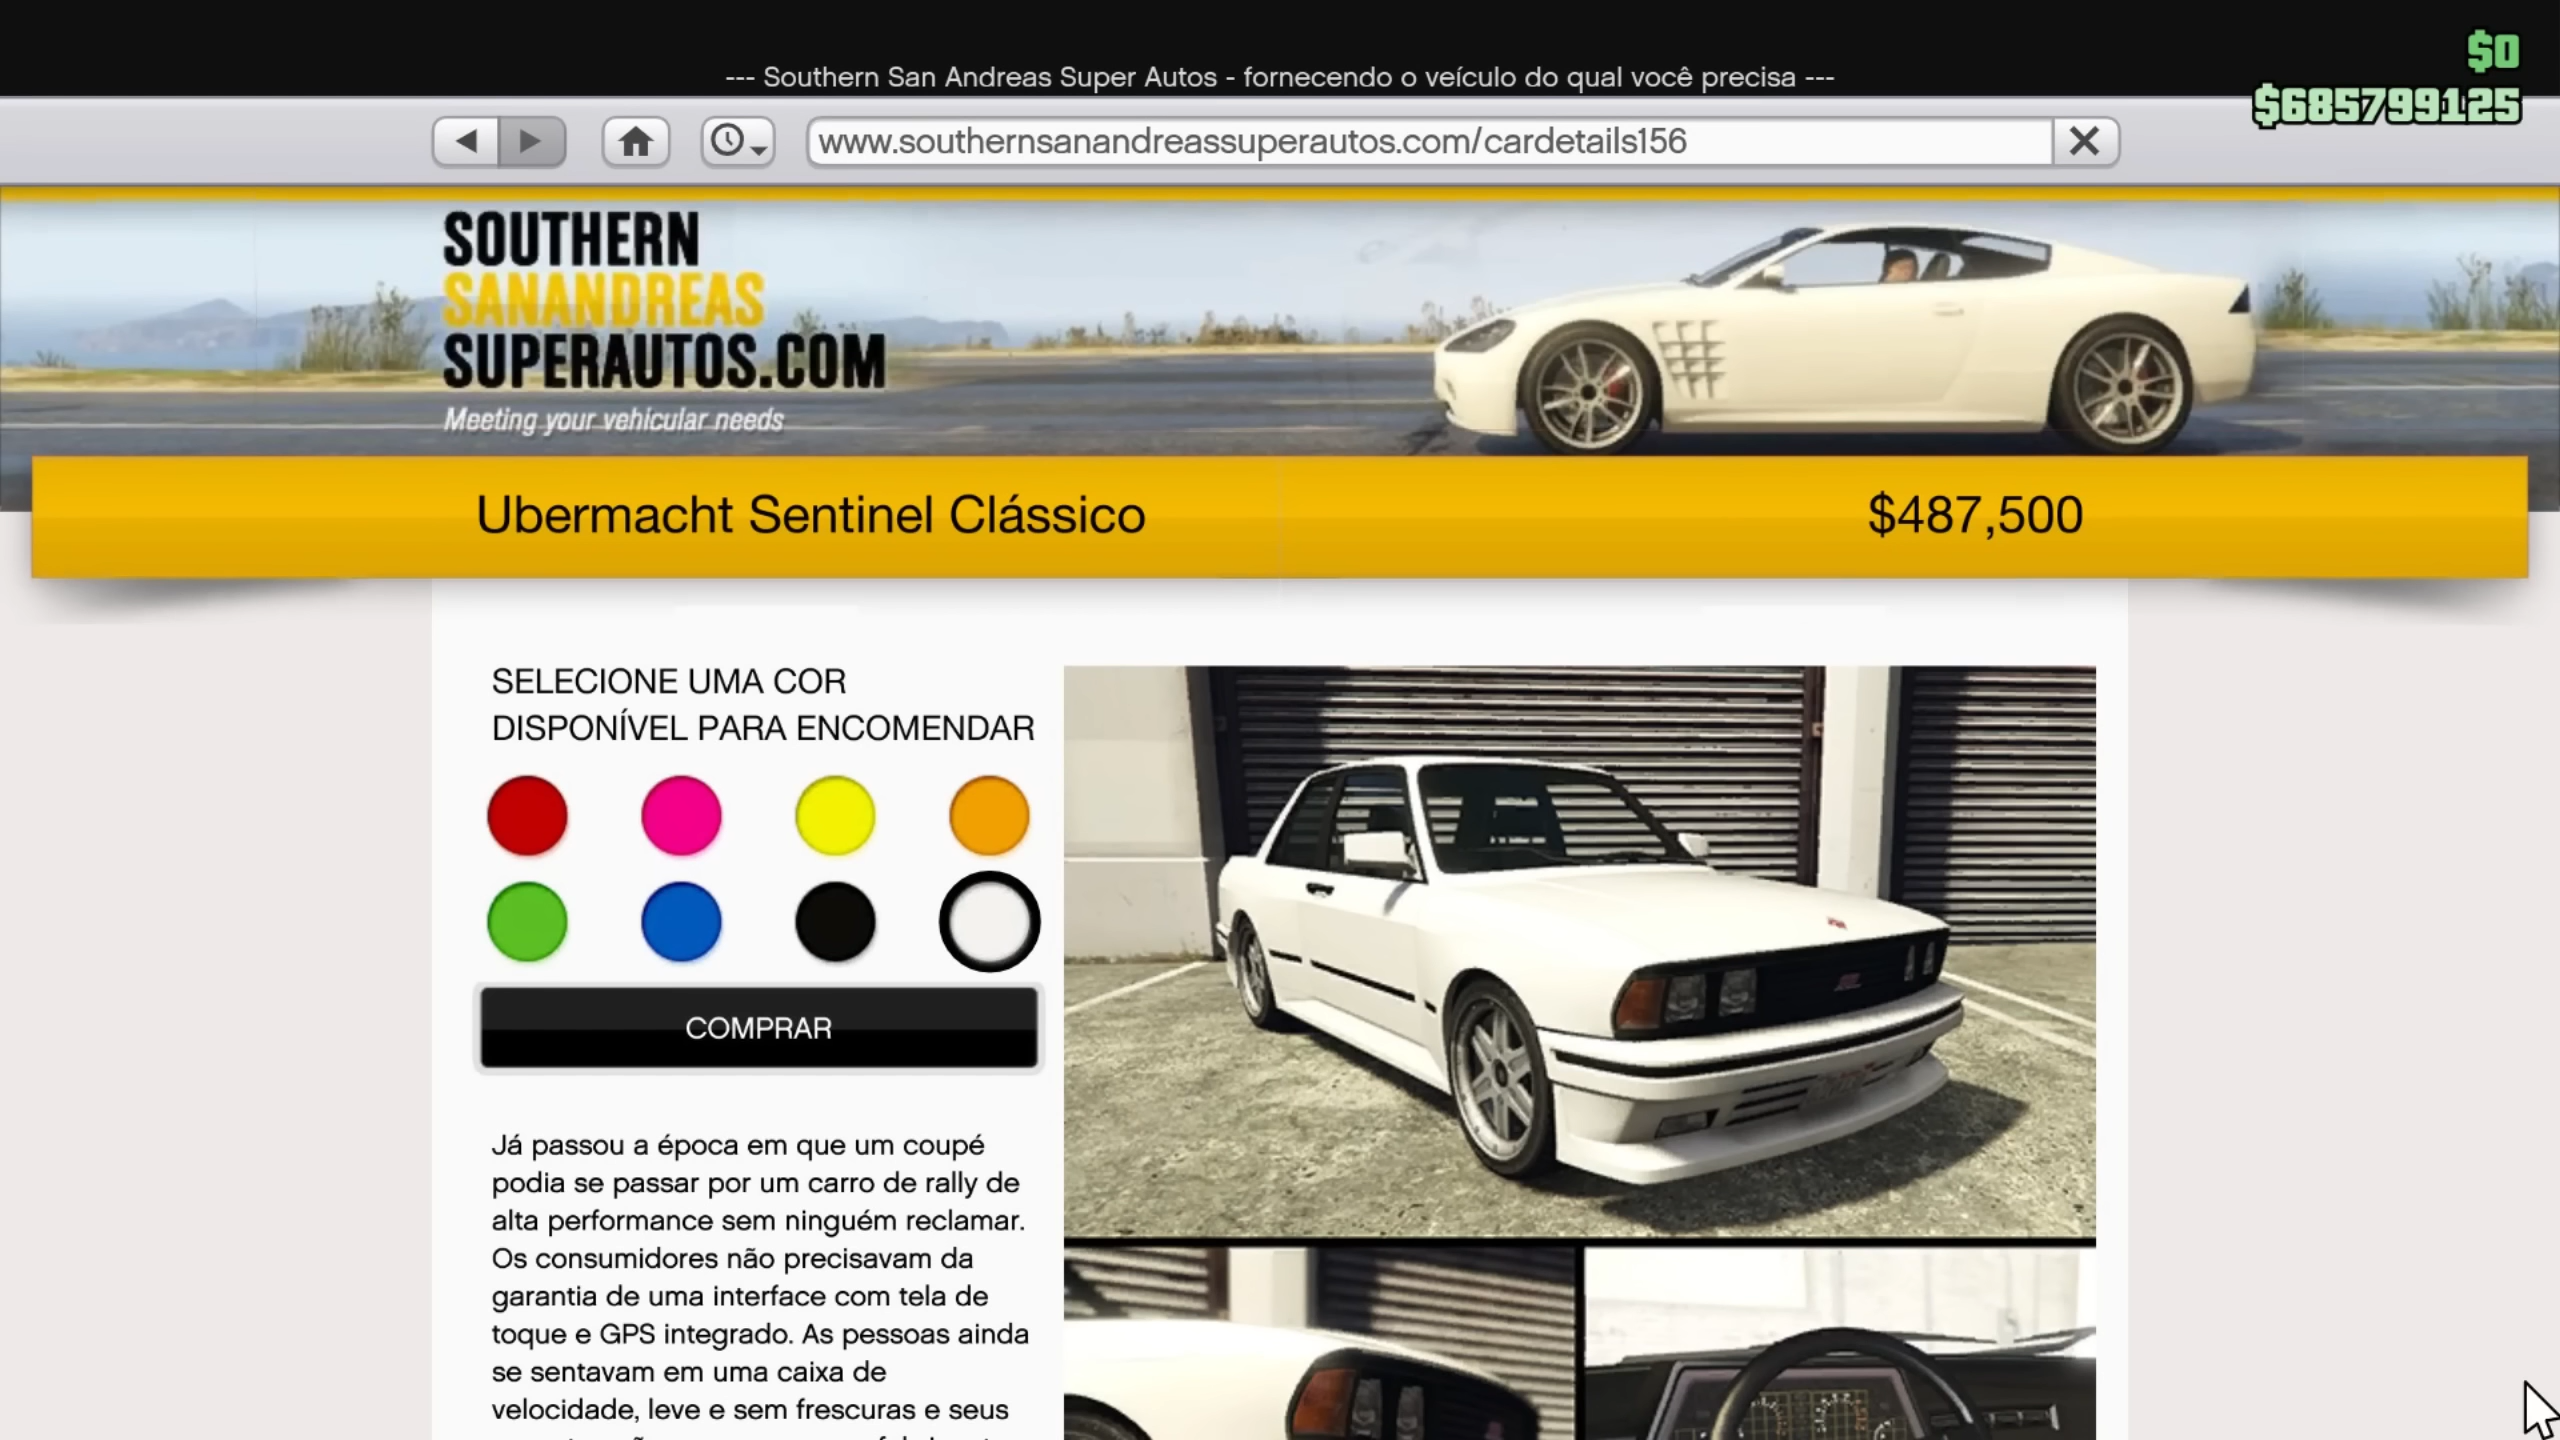 --- Southern San Andreas Super Autos - fornecendo o veículo do qual você precisa ---
$0
$685799125
www.southernsanandreassuperautos.com/cardetails156
SOUTHERN
SANANDREAS
SUPERAUTOS.COM
Meeting your vehicular needs
Ubermacht Sentinel Clássico
$487,500
SELECIONE UMA COR
DISPONÍVEL PARA ENCOMENDAR
COMPRAR
Já passou a época em que um coupé
podia se passar por um carro de rally de
alta performance sem ninguém reclamar.
Os consumidores não precisavam da
garantia de uma interface com tela de
toque e GPS integrado. As pessoas ainda
se sentavam em uma caixa de
velocidade, leve e sem frescuras e seus